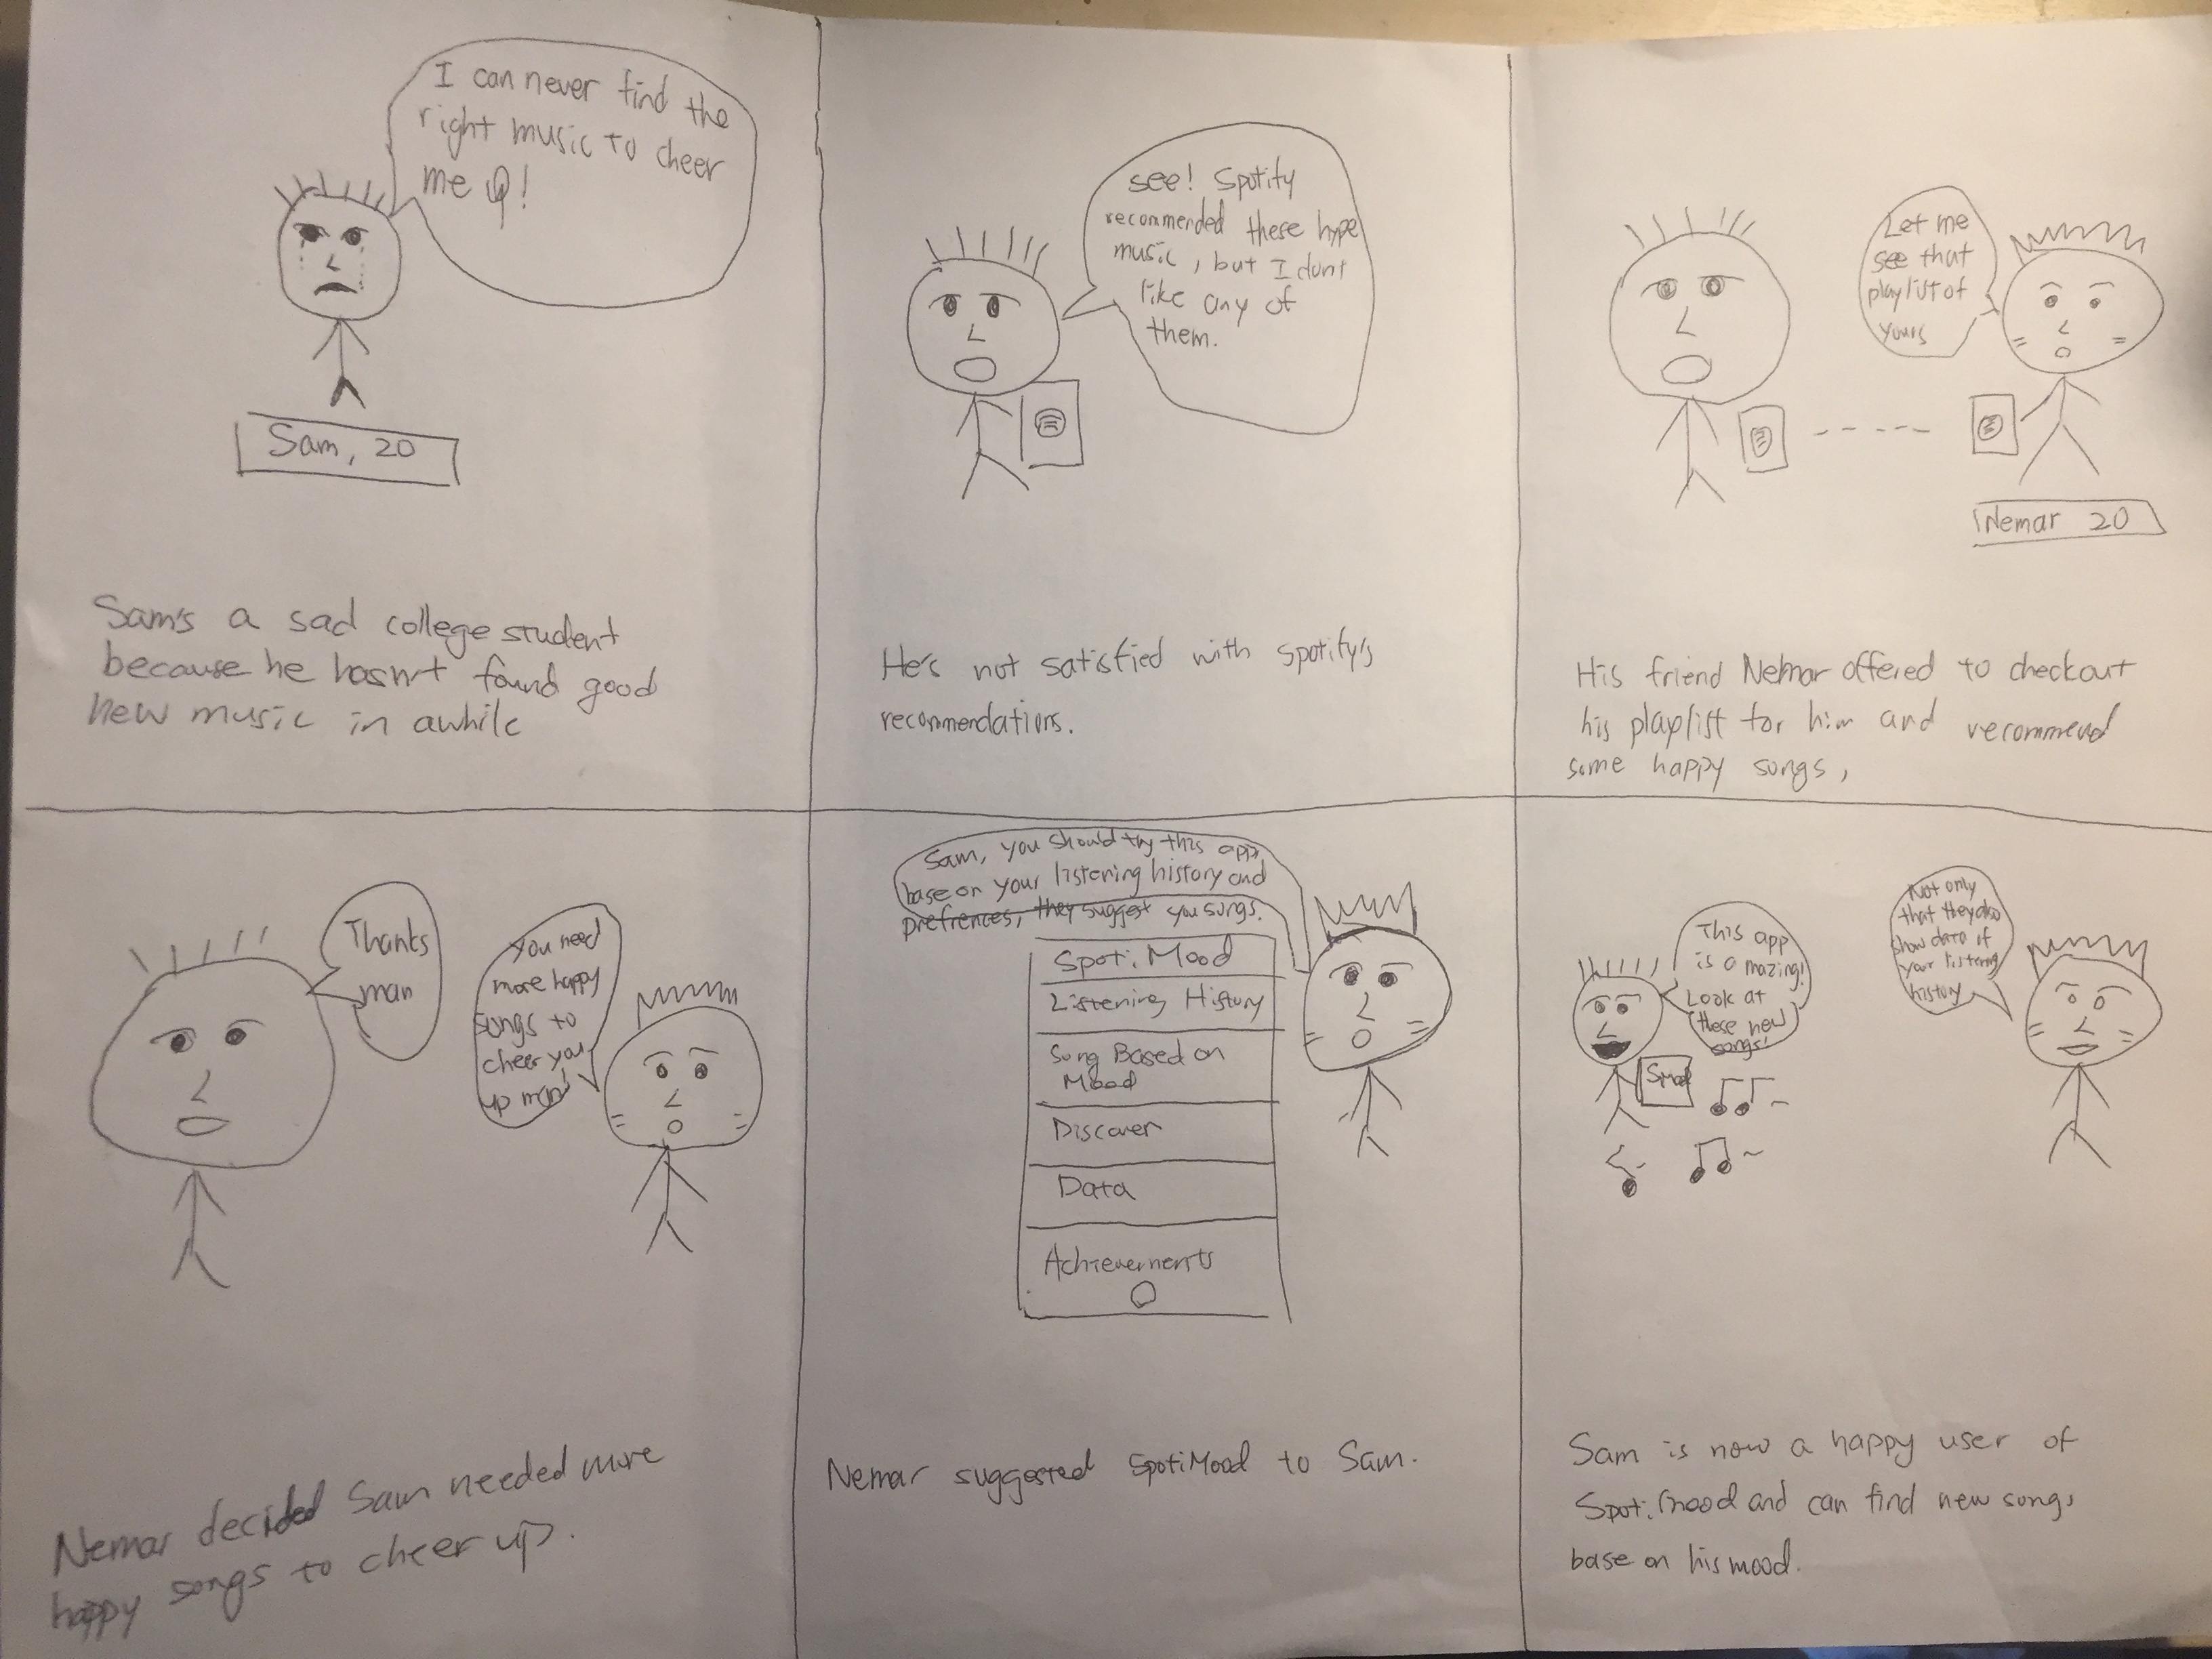 I can never find the
right music to cheer
me up!
Sam, 20
Sam's a sad college student
because he hasn't found good
new music in awhile
see! Spotify
recommended these hype
music, but I dont
like any of
them.
He's not satisfied with spotify's
recommendations.
Let me
see that
playlist of
yours
Nemar 20
His friend Nemar offered to checkout
his playlist for him and recommend
some happy songs,
Thanks
man
You need
more happy
songs to
cheer you
up man!
Nemar decided Sam needed more
happy songs to cheer up.
Sam, you should try this app,
base on your listening history and
prefrences, they suggest you songs.
Spoti Mood
Listening History
Song Based on
Mood
Discover
Data
Achievements
Nemar suggested SpotiMood to Sam.
This app
is amazing!
Look at
these new
songs!
SMood
Not only
that they also
show data of
your listening
history
Sam is now a happy user of
Spoti Mood and can find new songs
base on his mood.